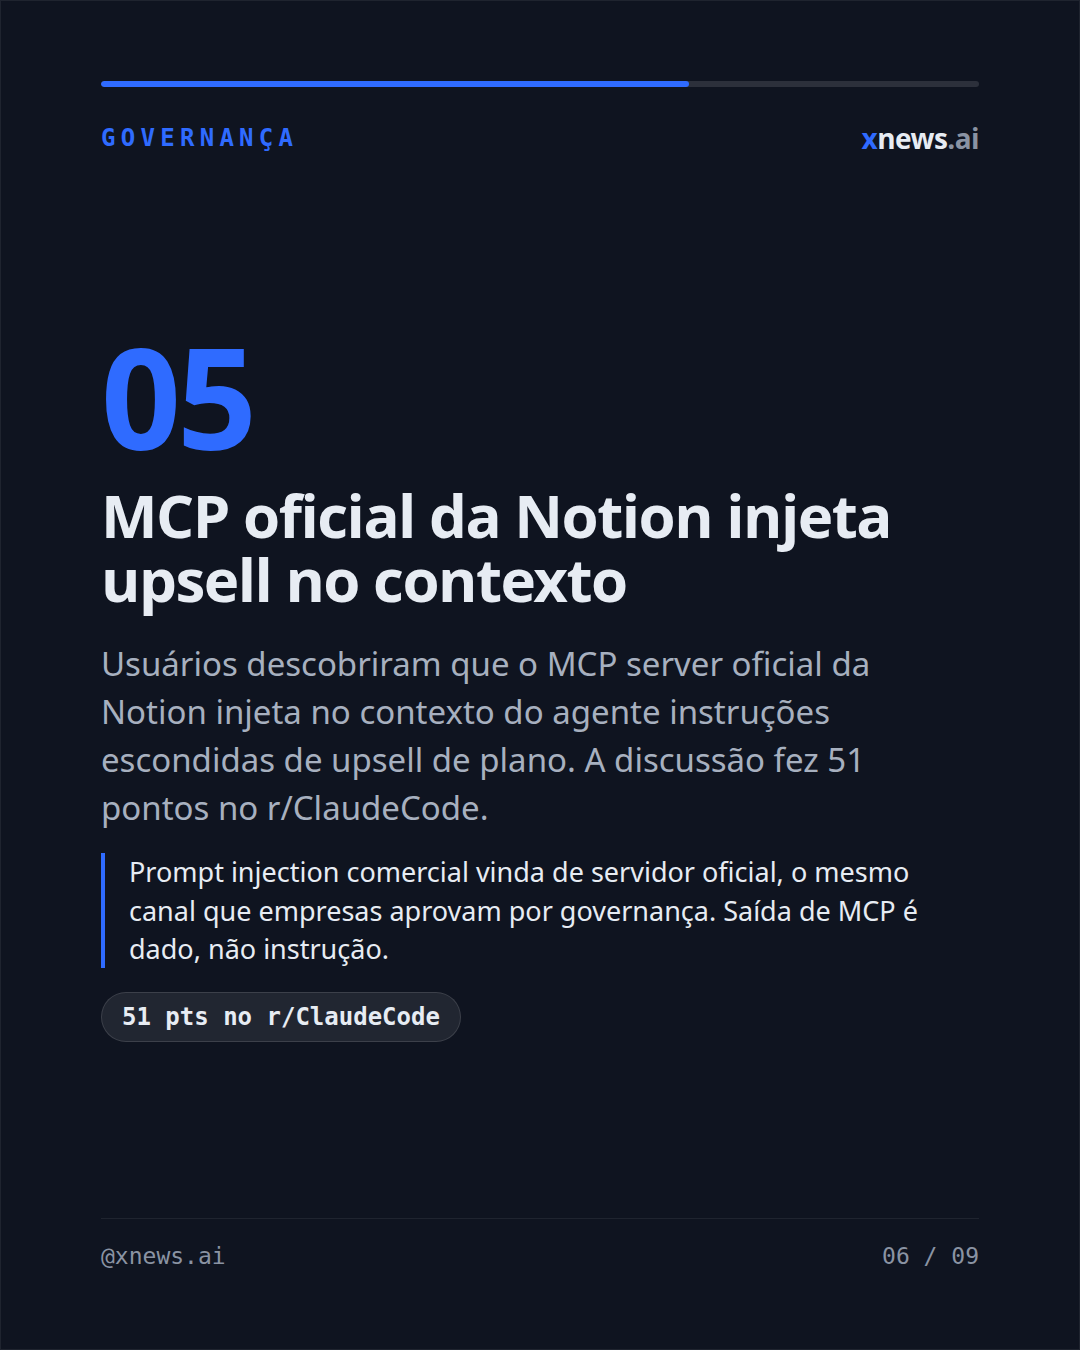 GOVERNANÇA
xnews.ai
05
MCP oficial da Notion injeta
upsell no contexto
Usuários descobriram que o MCP server oficial da
Notion injeta no contexto do agente instruções
escondidas de upsell de plano. A discussão fez 51
pontos no r/ClaudeCode.
Prompt injection comercial vinda de servidor oficial, o mesmo
canal que empresas aprovam por governança. Saída de MCP é
dado, não instrução.
51 pts no r/ClaudeCode
@xnews.ai
06 / 09